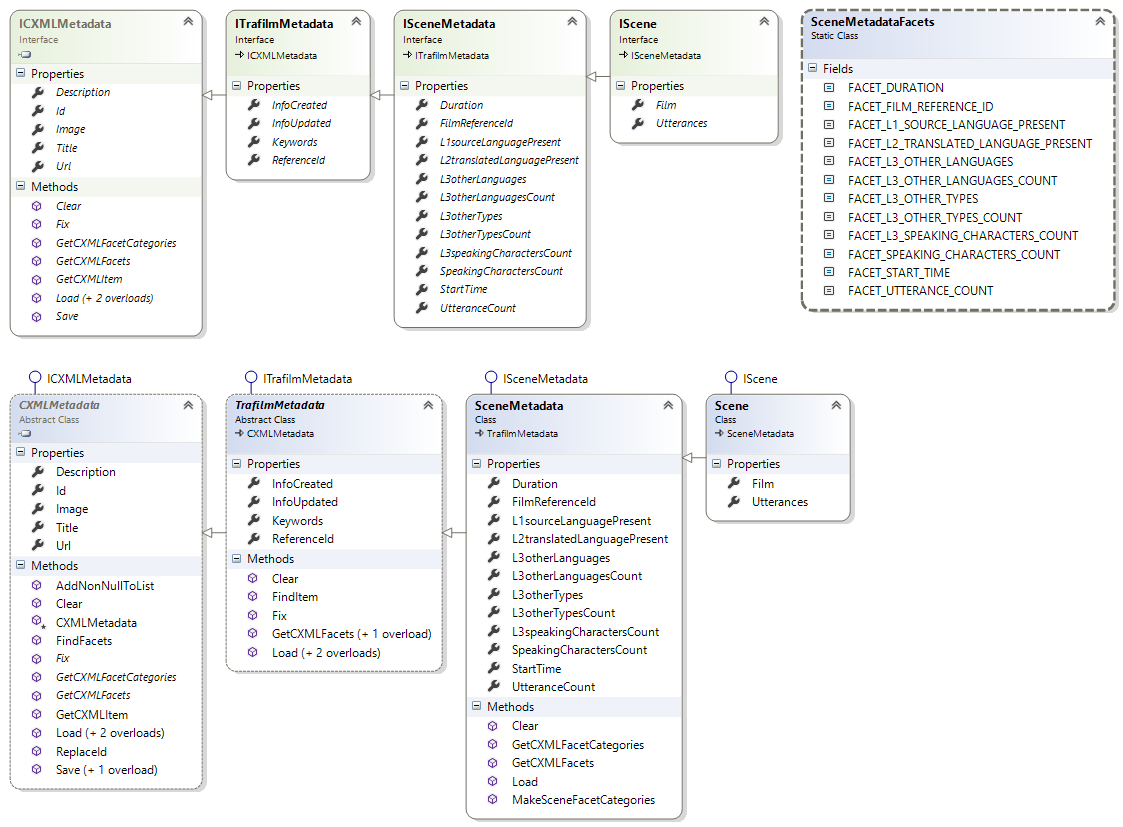 ICXMLMetadata
Interface
Properties
Description
Id
Image
Title
Url
Methods
Clear
Fix
GetCXMLFacetCategories
GetCXMLFacets
GetCXMLItem
Load (+ 2 overloads)
Save
ITrafilmMetadata
Interface
ICXMLMetadata
Properties
InfoCreated
InfoUpdated
Keywords
ReferenceId
ISceneMetadata
Interface
ITrafilmMetadata
Properties
Duration
FilmReferenceId
L1sourceLanguagePresent
L2translatedLanguagePresent
L3otherLanguages
L3otherLanguagesCount
L3otherTypes
L3otherTypesCount
L3speakingCharactersCount
SpeakingCharactersCount
StartTime
UtteranceCount
IScene
Interface
ISceneMetadata
Properties
Film
Utterances
SceneMetadataFacets
Static Class
Fields
FACET_DURATION
FACET_FILM_REFERENCE_ID
FACET_L1_SOURCE_LANGUAGE_PRESENT
FACET_L2_TRANSLATED_LANGUAGE_PRESENT
FACET_L3_OTHER_LANGUAGES
FACET_L3_OTHER_LANGUAGES_COUNT
FACET_L3_OTHER_TYPES
FACET_L3_OTHER_TYPES_COUNT
FACET_L3_SPEAKING_CHARACTERS_COUNT
FACET_SPEAKING_CHARACTERS_COUNT
FACET_START_TIME
FACET_UTTERANCE_COUNT
ICXMLMetadata
CXMLMetadata
Abstract Class
Properties
Description
Id
Image
Title
Url
Methods
AddNonNullToList
Clear
CXMLMetadata
FindFacets
Fix
GetCXMLFacetCategories
GetCXMLFacets
GetCXMLItem
Load (+ 2 overloads)
ReplaceId
Save (+ 1 overload)
ITrafilmMetadata
TrafilmMetadata
Abstract Class
CXMLMetadata
Properties
InfoCreated
InfoUpdated
Keywords
ReferenceId
Methods
Clear
FindItem
Fix
GetCXMLFacets (+ 1 overload)
Load (+ 2 overloads)
ISceneMetadata
SceneMetadata
Class
TrafilmMetadata
Properties
Duration
FilmReferenceId
L1sourceLanguagePresent
L2translatedLanguagePresent
L3otherLanguages
L3otherLanguagesCount
L3otherTypes
L3otherTypesCount
L3speakingCharactersCount
SpeakingCharactersCount
StartTime
UtteranceCount
Methods
Clear
GetCXMLFacetCategories
GetCXMLFacets
Load
MakeSceneFacetCategories
IScene
Scene
Class
SceneMetadata
Properties
Film
Utterances